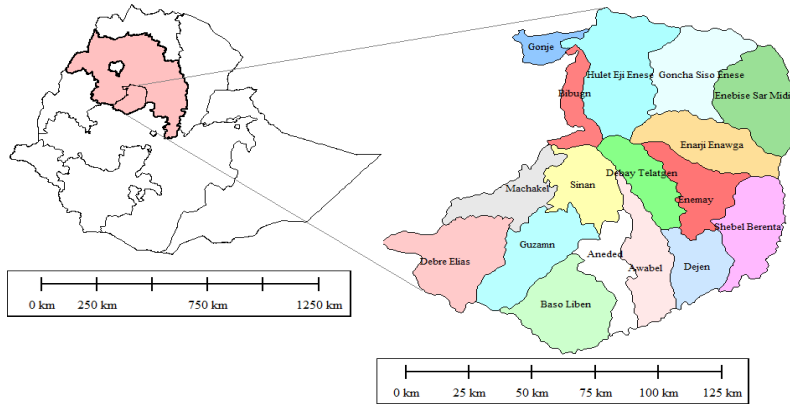 Gonje
Hulet Eji Enese
Goncha Siso Enese
Bibugn
Enebise Sar Midi
Enarji Enawga
Debay Telatgen
Machakel
Sinan
Enemay
Shebel Berenta
Guzamn
Debre Elias
Aneded
Awabel
Dejen
Baso Liben
0 km 250 km 750 km 1250 km
0 km 25 km 50 km 75 km 100 km 125 km